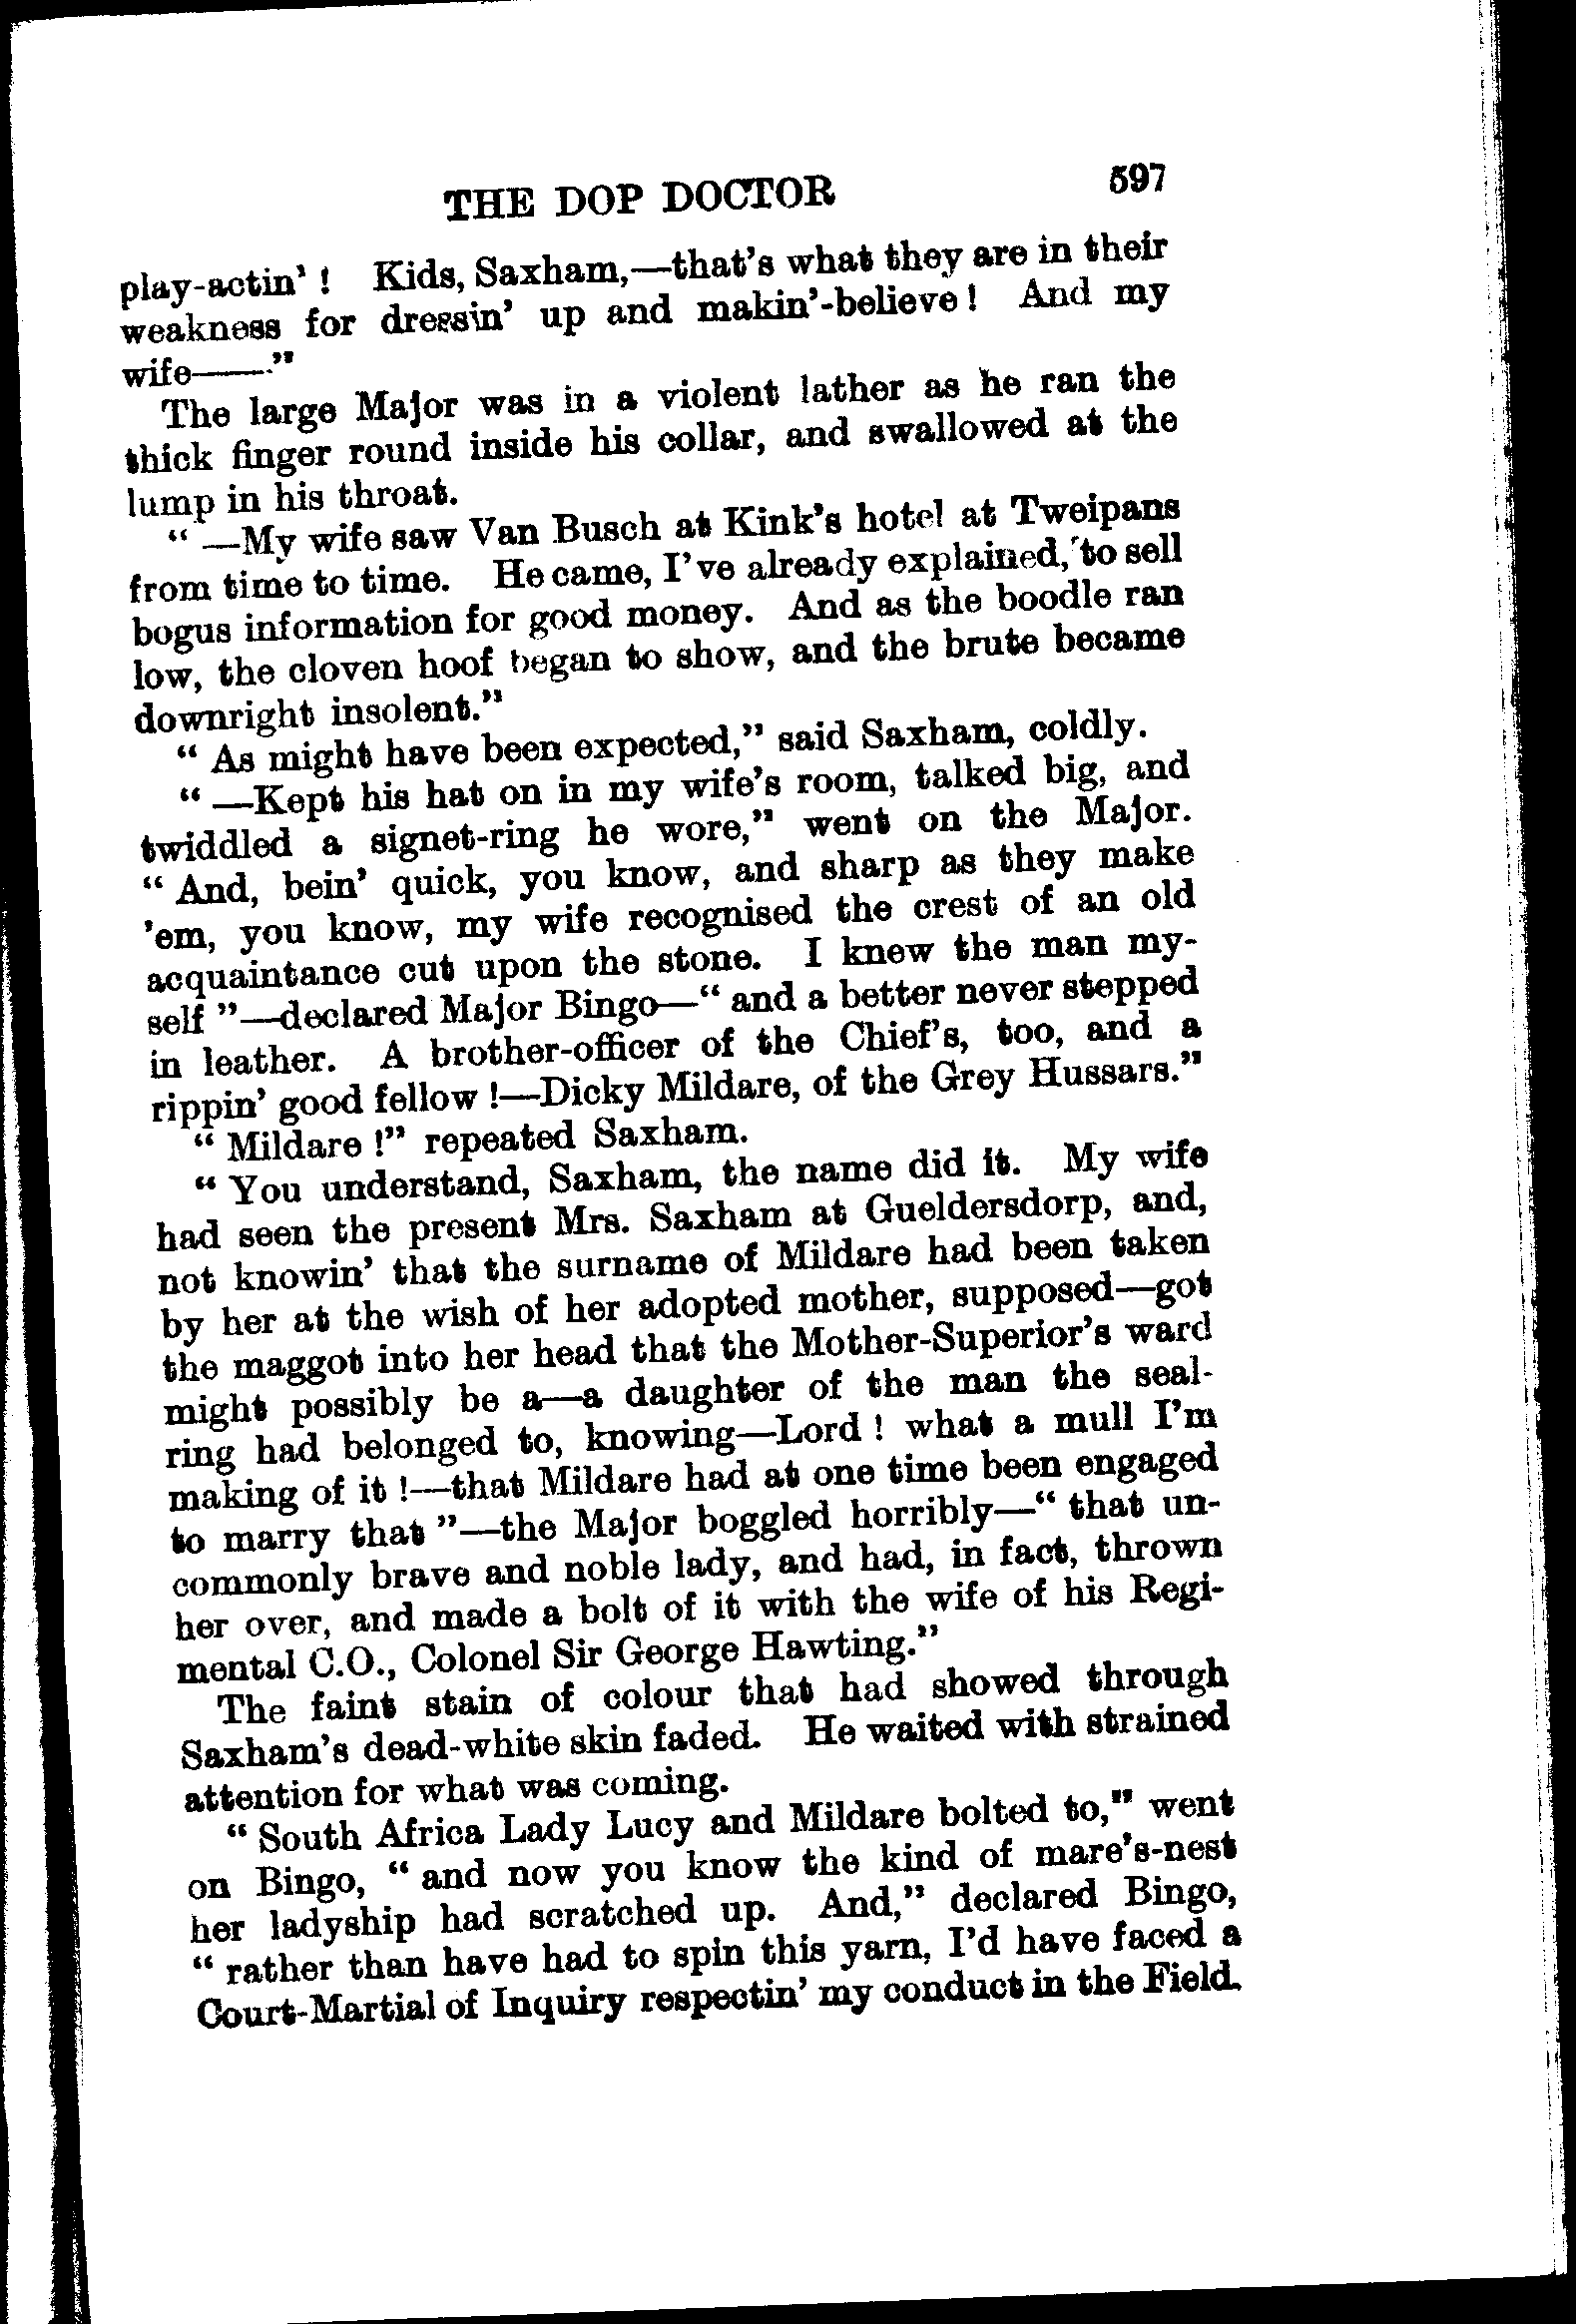 THE DOP DOCTOR 597
play-actin' ! Kids, Saxham,—that's what they are in their
weakness for dressin' up and makin'-believe ! And my
wife——"
The large Major was in a violent lather as he ran the
thick finger round inside his collar, and swallowed at the
lump in his throat.
" —My wife saw Van Busch at Kink's hotel at Tweipans
from time to time. He came, I've already explained, to sell
bogus information for good money. And as the boodle ran
low, the cloven hoof began to show, and the brute became
downright insolent."
" As might have been expected," said Saxham, coldly.
" —Kept his hat on in my wife's room, talked big, and
twiddled a signet-ring he wore," went on the Major.
" And, bein' quick, you know, and sharp as they make
'em, you know, my wife recognised the crest of an old
acquaintance cut upon the stone. I knew the man my-
self "—declared Major Bingo—" and a better never stepped
in leather. A brother-officer of the Chief's, too, and a
rippin' good fellow !—Dicky Mildare, of the Grey Hussars."
" Mildare !" repeated Saxham.
" You understand, Saxham, the name did it. My wife
had seen the present Mrs. Saxham at Gueldersdorp, and,
not knowin' that the surname of Mildare had been taken
by her at the wish of her adopted mother, supposed—got
the maggot into her head that the Mother-Superior's ward
might possibly be a—a daughter of the man the seal-
ring had belonged to, knowing—Lord ! what a mull I'm
making of it !—that Mildare had at one time been engaged
to marry that "—the Major boggled horribly—" that un-
commonly brave and noble lady, and had, in fact, thrown
her over, and made a bolt of it with the wife of his Regi-
mental C.O., Colonel Sir George Hawting."
The faint stain of colour that had showed through
Saxham's dead-white skin faded. He waited with strained
attention for what was coming.
" South Africa Lady Lucy and Mildare bolted to," went
on Bingo, " and now you know the kind of mare's-nest
her ladyship had scratched up. And," declared Bingo,
" rather than have had to spin this yarn, I'd have faced a
Court-Martial of Inquiry respectin' my conduct in the Field.